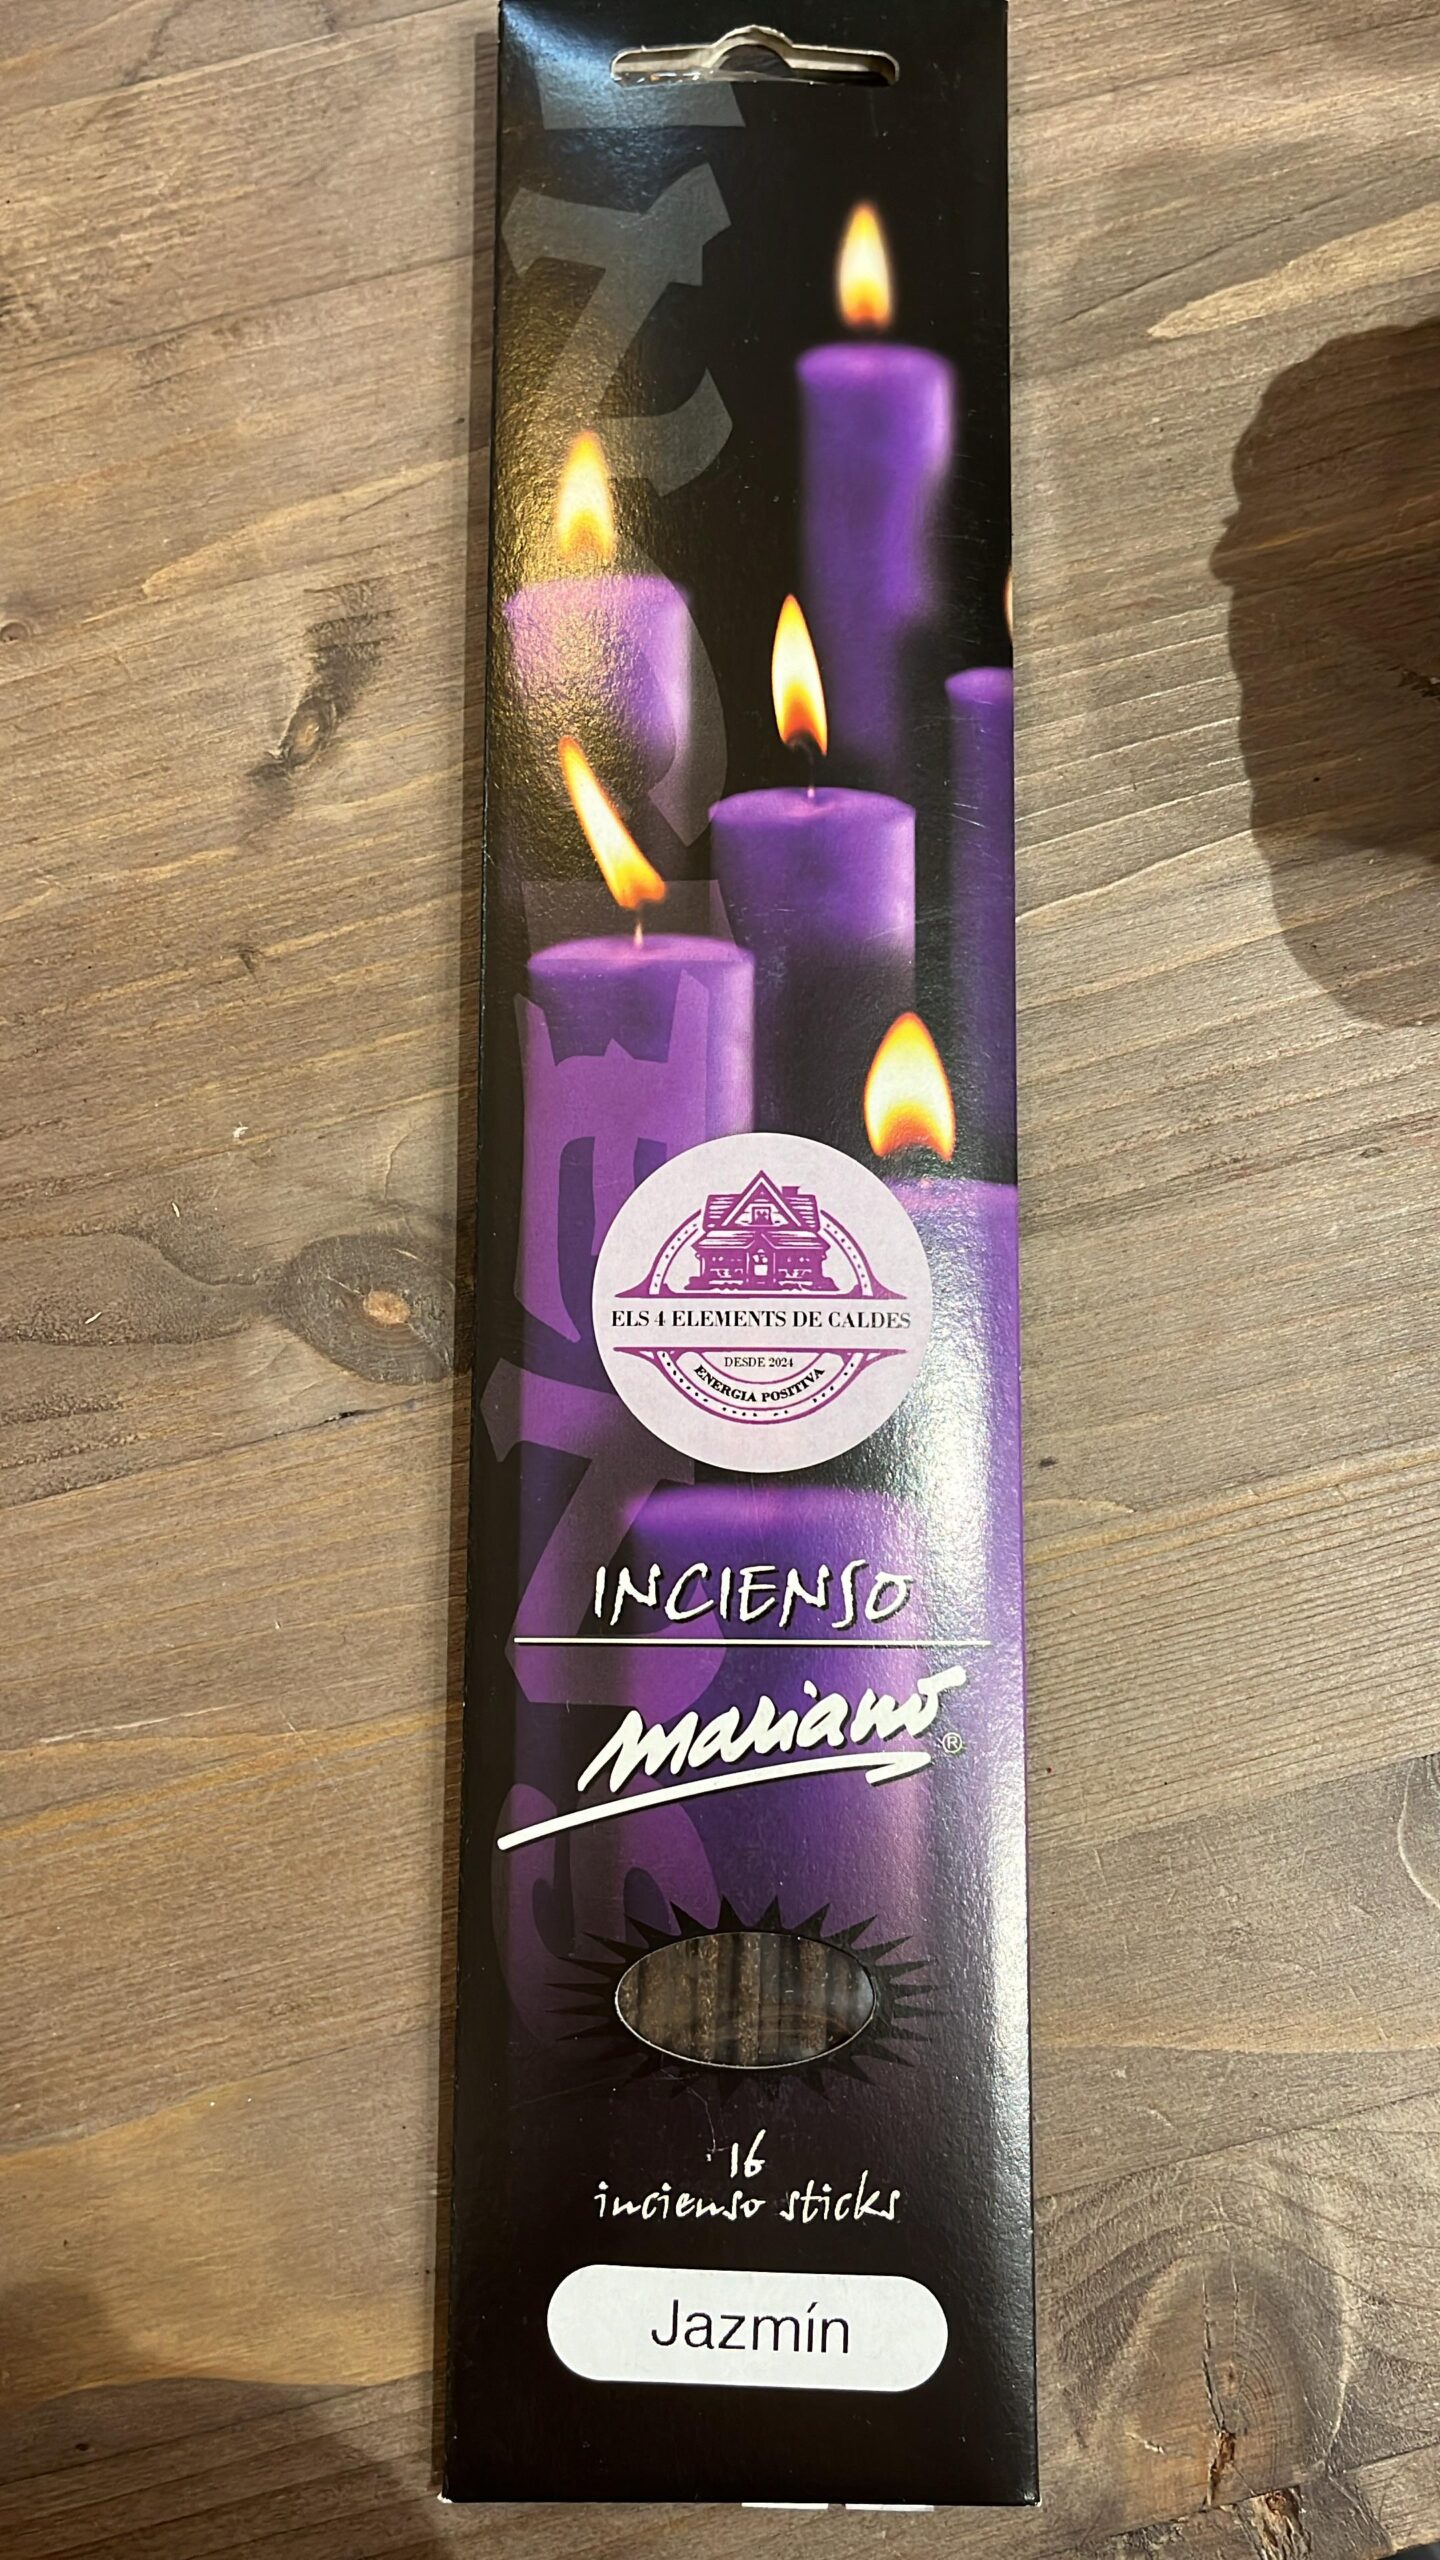 ELS 4 ELEMENTS DE CALDES
DESDE 2024
ENERGIA POSITIVA
INCIENSO
mariano®
16
incienso sticks
Jazmín